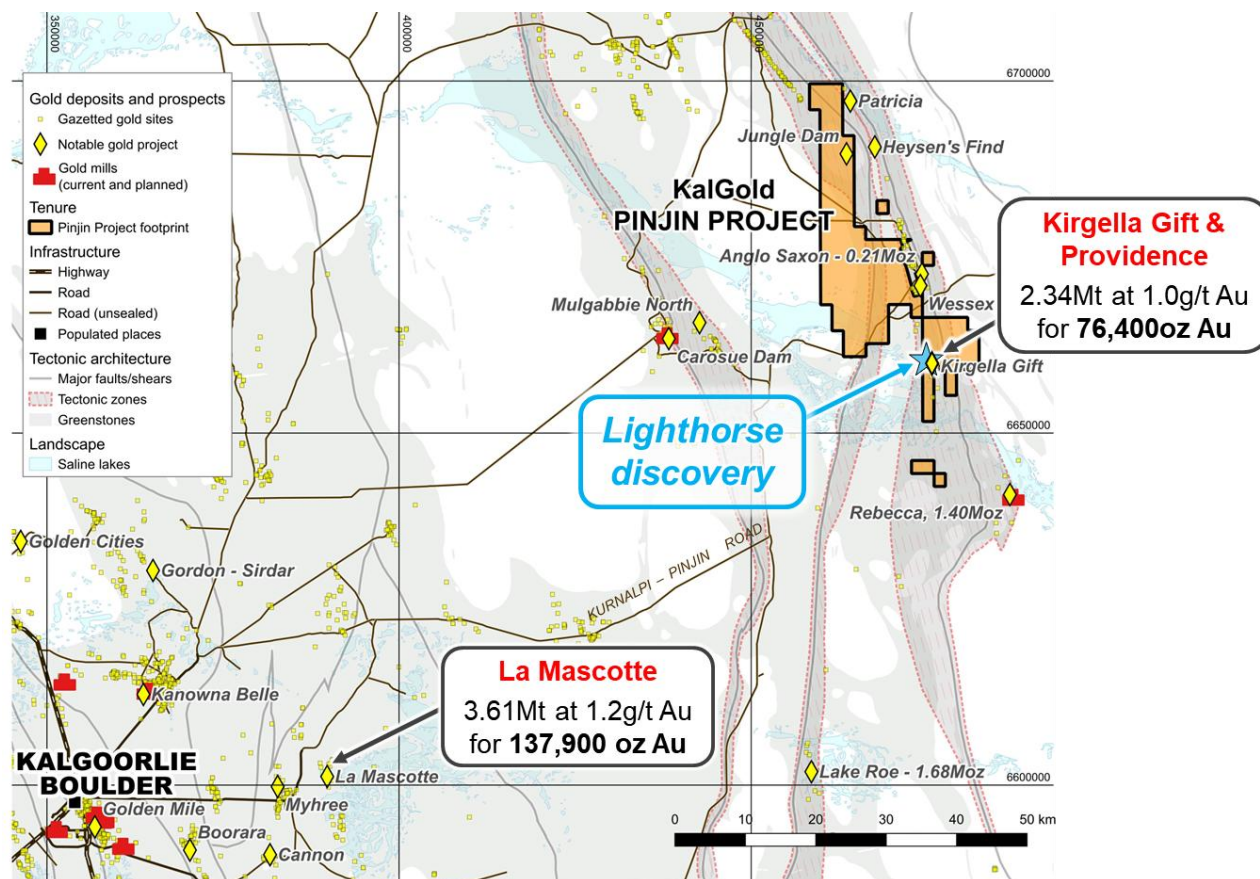 350000
400000
450000
6700000
Gold deposits and prospects
Gazetted gold sites
Notable gold project
Gold mills
(current and planned)
Tenure
Pinjin Project footprint
Infrastructure
Highway
Road
Road (unsealed)
Populated places
Tectonic architecture
Major faults/shears
Tectonic zones
Greenstones
Landscape
Saline lakes
Patricia
Jungle Dam
Heysen's Find
KalGold
PINJIN PROJECT
Anglo Saxon - 0.21Moz
Wessex
Kirgella Gift &
Providence
2.34Mt at 1.0g/t Au
for 76,400oz Au
Mulgabbie North
Carosue Dam
Kirgella Gift
Lighthorse
discovery
6650000
Rebecca, 1.40Moz
Golden Cities
Gordon - Sirdar
KURNALPI – PINJIN ROAD
Kanowna Belle
La Mascotte
3.61Mt at 1.2g/t Au
for 137,900 oz Au
KALGOORLIE
BOULDER
La Mascotte
Lake Roe - 1.68Moz
6600000
Golden Mile
Myhree
Boorara
Cannon
0 10 20 30 40 50 km